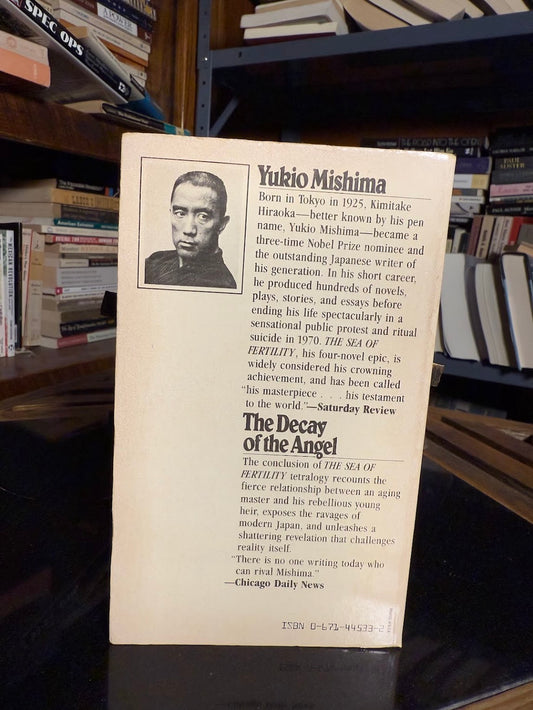 SPEC OPS
POWER
Yukio Mishima
Born in Tokyo in 1925, Kimitake
Hiraoka—better known by his pen
name, Yukio Mishima—became a
three-time Nobel Prize nominee and
the outstanding Japanese writer of
his generation. In his short career,
he produced hundreds of novels,
plays, stories, and essays before
ending his life spectacularly in a
sensational public protest and ritual
suicide in 1970. THE SEA OF
FERTILITY, his four-novel epic, is
widely considered his crowning
achievement, and has been called
“his masterpiece . . . his testament
to the world.”—Saturday Review
The Decay
of the Angel
The conclusion of THE SEA OF
FERTILITY tetralogy recounts the
fierce relationship between an aging
master and his rebellious young
heir, exposes the ravages of
modern Japan, and unleashes a
shattering revelation that challenges
reality itself.
“There is no one writing today who
can rival Mishima.”
—Chicago Daily News
ISBN 0-671-44533-2
PAUL AUSTER